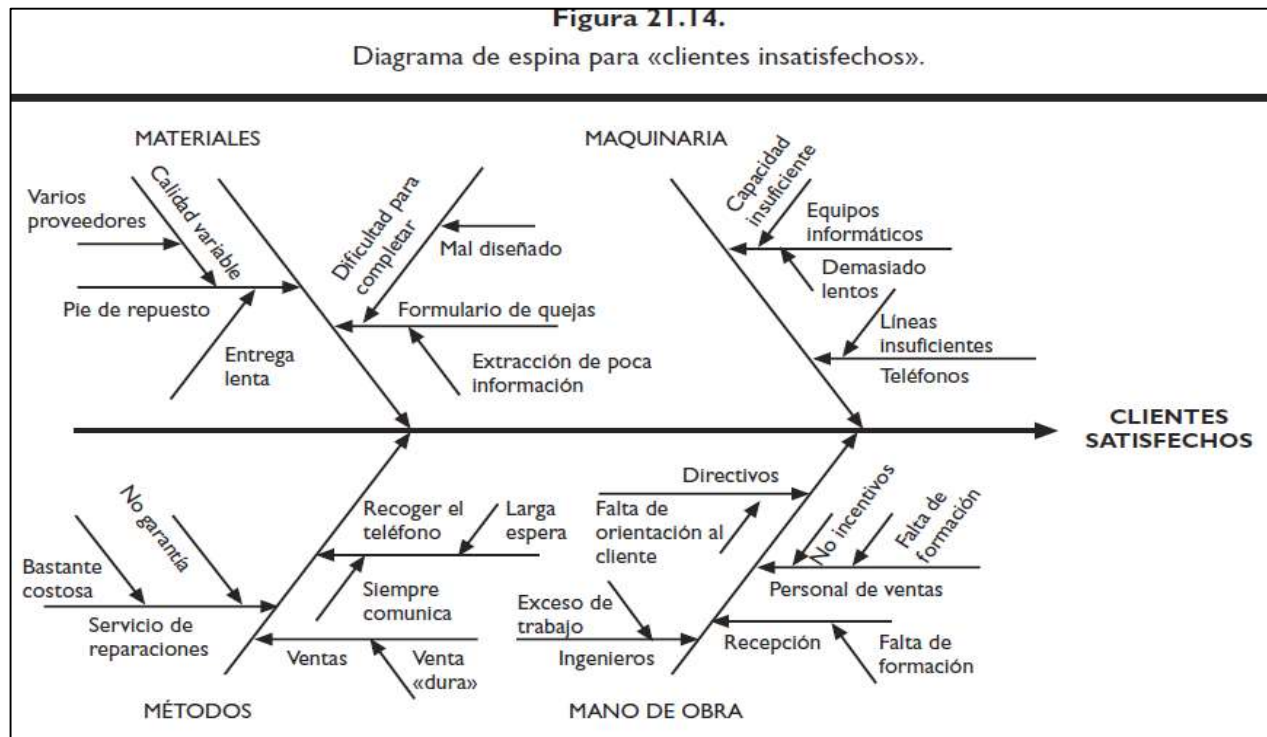 Figura 21.14.
Diagrama de espina para «clientes insatisfechos».
MATERIALES
MAQUINARIA
Varios
proveedores
Calidad variable
Pie de repuesto
Entrega
lenta
Dificultad para
completar
Mal diseñado
Formulario de quejas
Extracción de poca
información
Capacidad
insuficiente
Equipos
informáticos
Demasiado
lentos
Líneas
insuficientes
Teléfonos
CLIENTES
SATISFECHOS
No garantía
Bastante
costosa
Servicio de
reparaciones
Recoger el
teléfono
Larga
espera
Siempre
comunica
Ventas
Venta
«dura»
Directivos
Falta de
orientación al
cliente
No incentivos
Falta de
formación
Personal de ventas
Exceso de
trabajo
Ingenieros
Recepción
Falta de
formación
MÉTODOS
MANO DE OBRA